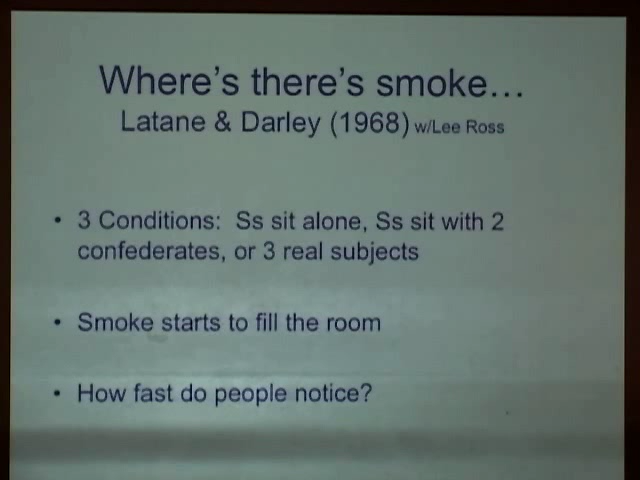 Where's there's smoke…
Latane & Darley (1968) w/Lee Ross
• 3 Conditions: Ss sit alone, Ss sit with 2
confederates, or 3 real subjects
• Smoke starts to fill the room
• How fast do people notice?